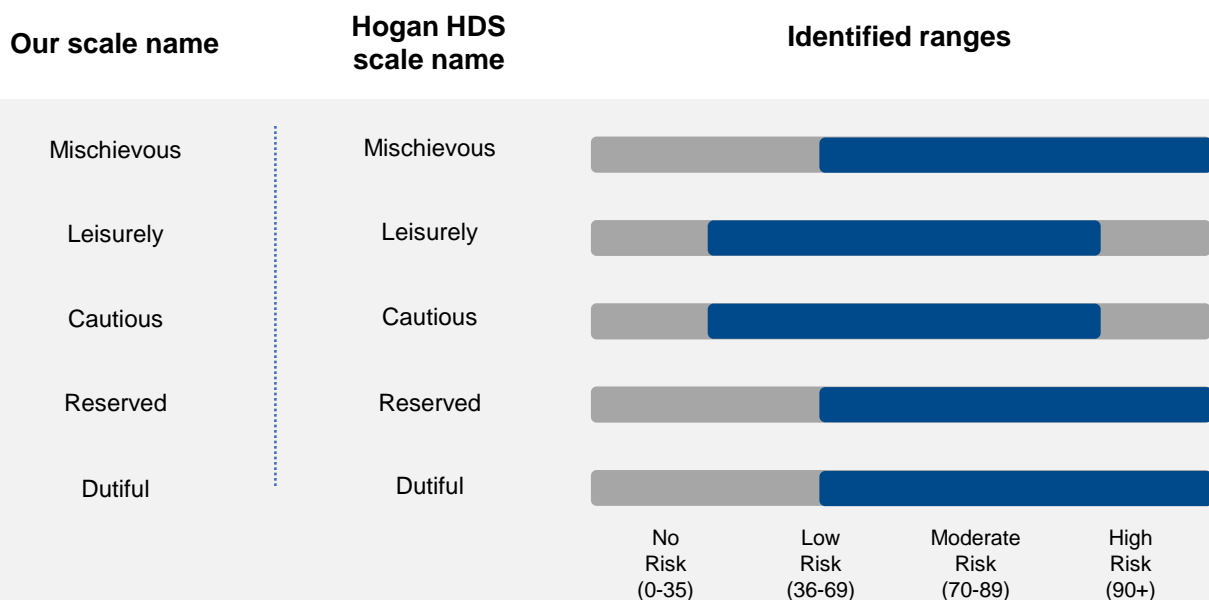 Our scale name
Hogan HDS
scale name
Identified ranges
Mischievous
Mischievous
Leisurely
Leisurely
Cautious
Cautious
Reserved
Reserved
Dutiful
Dutiful
No
Risk
(0-35)
Low
Risk
(36-69)
Moderate
Risk
(70-89)
High
Risk
(90+)